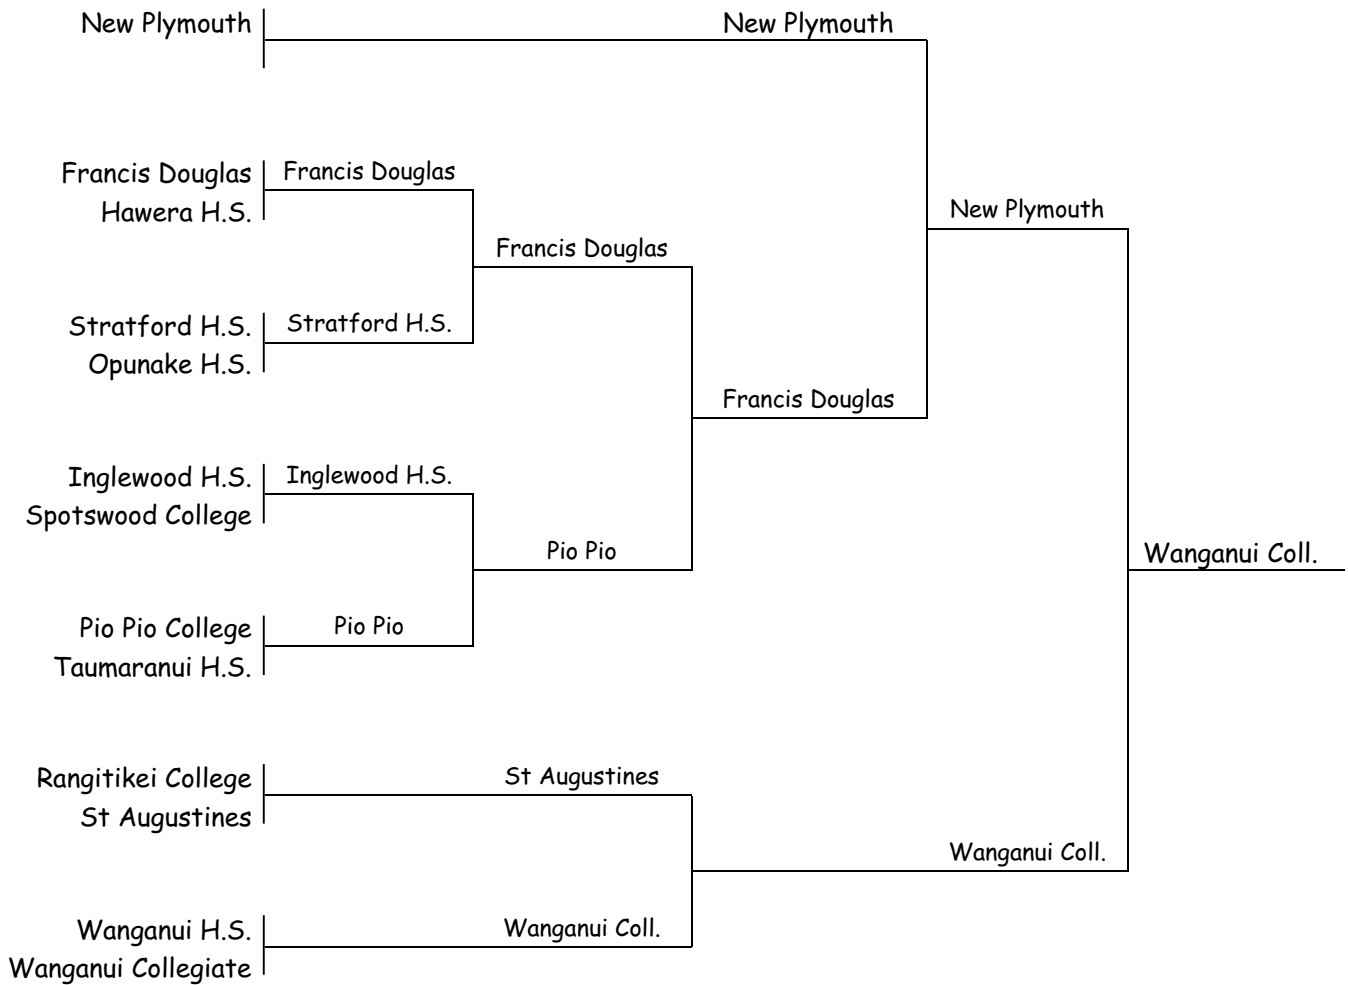 New Plymouth
New Plymouth
Francis Douglas
Francis Douglas
Hawera H.S.
New Plymouth
Francis Douglas
Stratford H.S.
Stratford H.S.
Opunake H.S.
Francis Douglas
Inglewood H.S.
Inglewood H.S.
Spotswood College
Pio Pio
Wanganui Coll.
Pio Pio College
Pio Pio
Taumaranui H.S.
Rangitikei College
St Augustines
St Augustines
Wanganui Coll.
Wanganui H.S.
Wanganui Coll.
Wanganui Collegiate